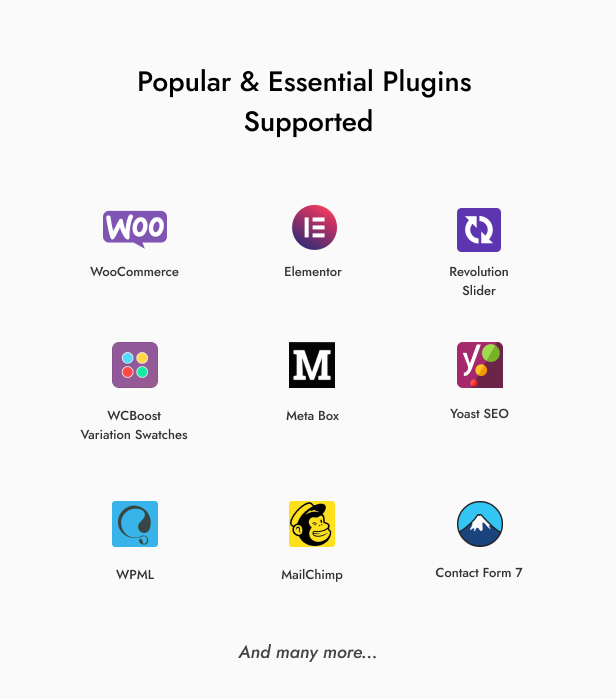 Popular & Essential Plugins
Supported
WOO
WooCommerce
Elementor
Revolution
Slider
WCBoost
Variation Swatches
M
Meta Box
y
Yoast SEO
WPML
MailChimp
Contact Form 7
And many more...